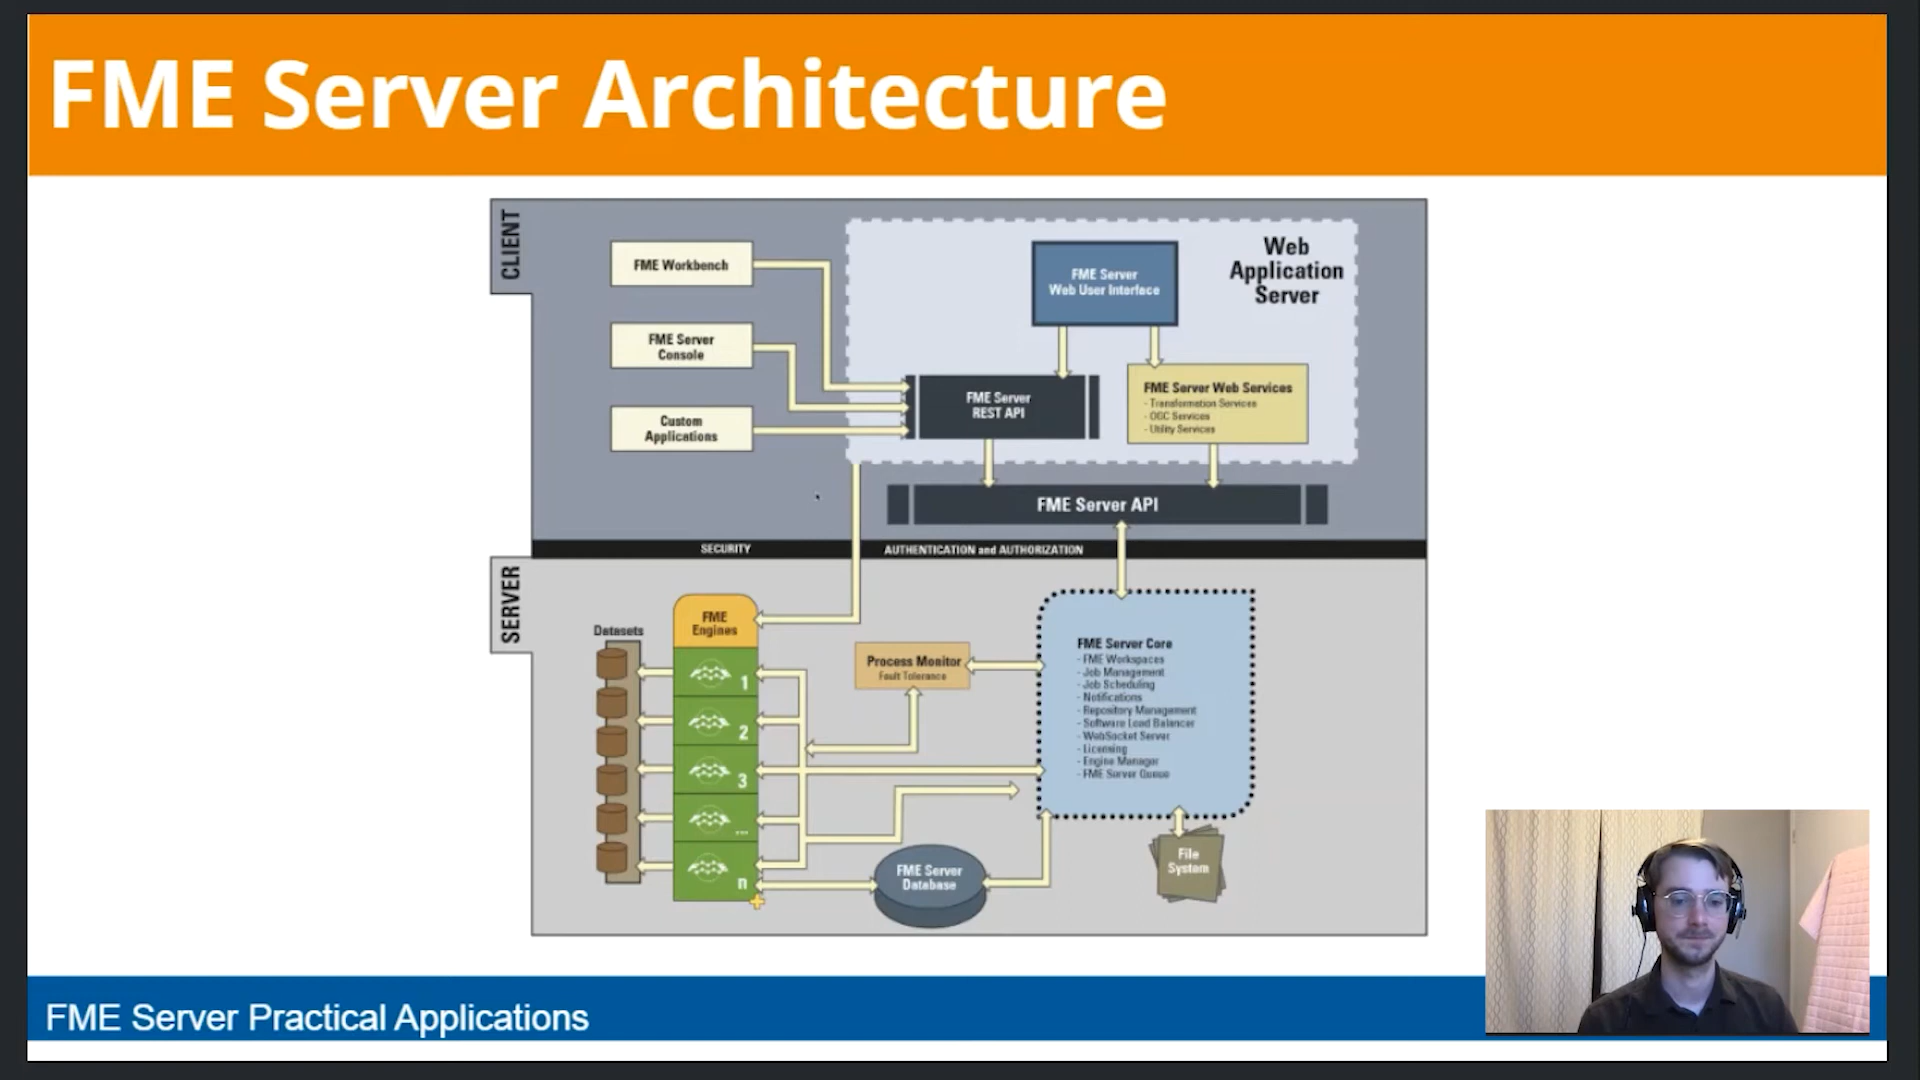 FME Server Architecture
CLIENT
FME Workbench
FME Server
Console
Custom
Applications
FME Server
Web User Interface
Web
Application
Server
FME Server
REST API
FME Server Web Services
- Transformation Services
- OGC Services
- Utility Services
FME Server API
SECURITY
AUTHENTICATION and AUTHORIZATION
SERVER
Datasets
FME
Engines
1
2
3
...
n
Process Monitor
Fault Tolerance
FME Server Core
- FME Workspaces
- Job Management
- Job Scheduling
- Notifications
- Repository Management
- Software Load Balancer
- WebSocket Server
- Licensing
- Engine Manager
- FME Server Queue
FME Server
Database
File
System
FME Server Practical Applications